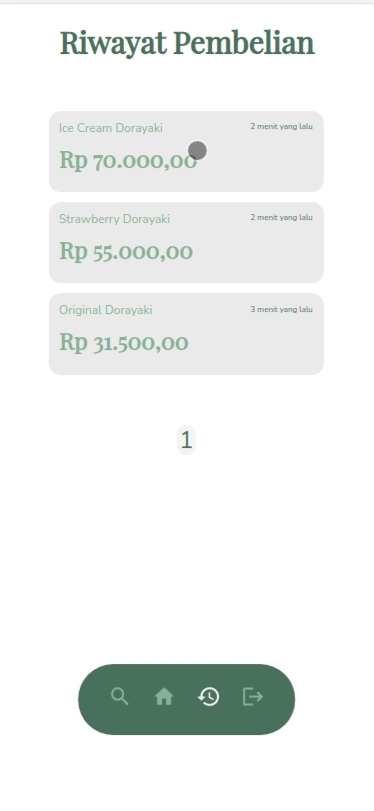 Riwayat Pembelian
Ice Cream Dorayaki
2 menit yang lalu
Rp 70.000,00
Strawberry Dorayaki
2 menit yang lalu
Rp 55.000,00
Original Dorayaki
3 menit yang lalu
Rp 31.500,00
1